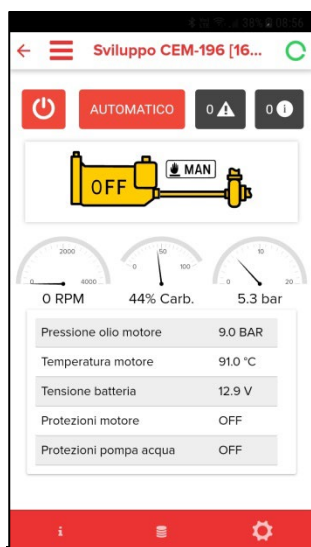 38% 08:56
Sviluppo CEM-196 [16...
AUTOMATICO
0
0
OFF
MAN
2000
0
4000
50
0
100
10
0
20
0 RPM
44% Carb.
5.3 bar
Pressione olio motore 9.0 BAR
Temperatura motore 91.0 °C
Tensione batteria 12.9 V
Protezioni motore OFF
Protezioni pompa acqua OFF